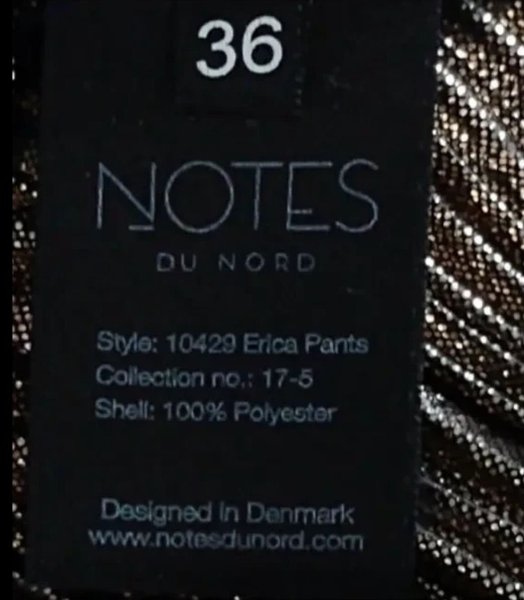 36
NOTES
DU NORD
Style: 10429 Erica Pants
Collection no.: 17-5
Shell: 100% Polyester
Designed in Denmark
www.notesdunord.com